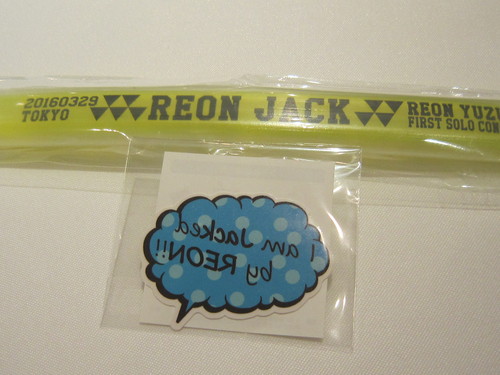 20160329
TOKYO
REON JACK
REON YUZU
FIRST SOLO CON
I am Jacked
by REON!!